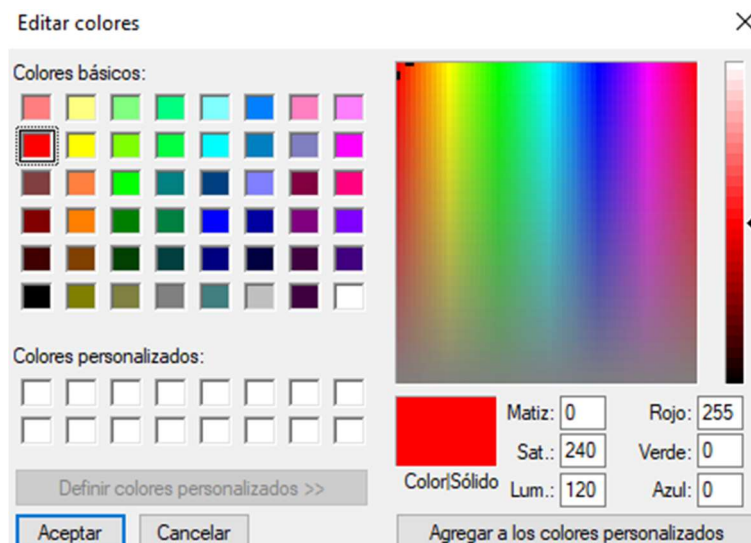 Editar colores
Colores básicos:
Colores personalizados:
Definir colores personalizados >>
Aceptar
Cancelar
Color|Sólido
Matiz: 0
Sat.: 240
Lum.: 120
Rojo: 255
Verde: 0
Azul: 0
Agregar a los colores personalizados